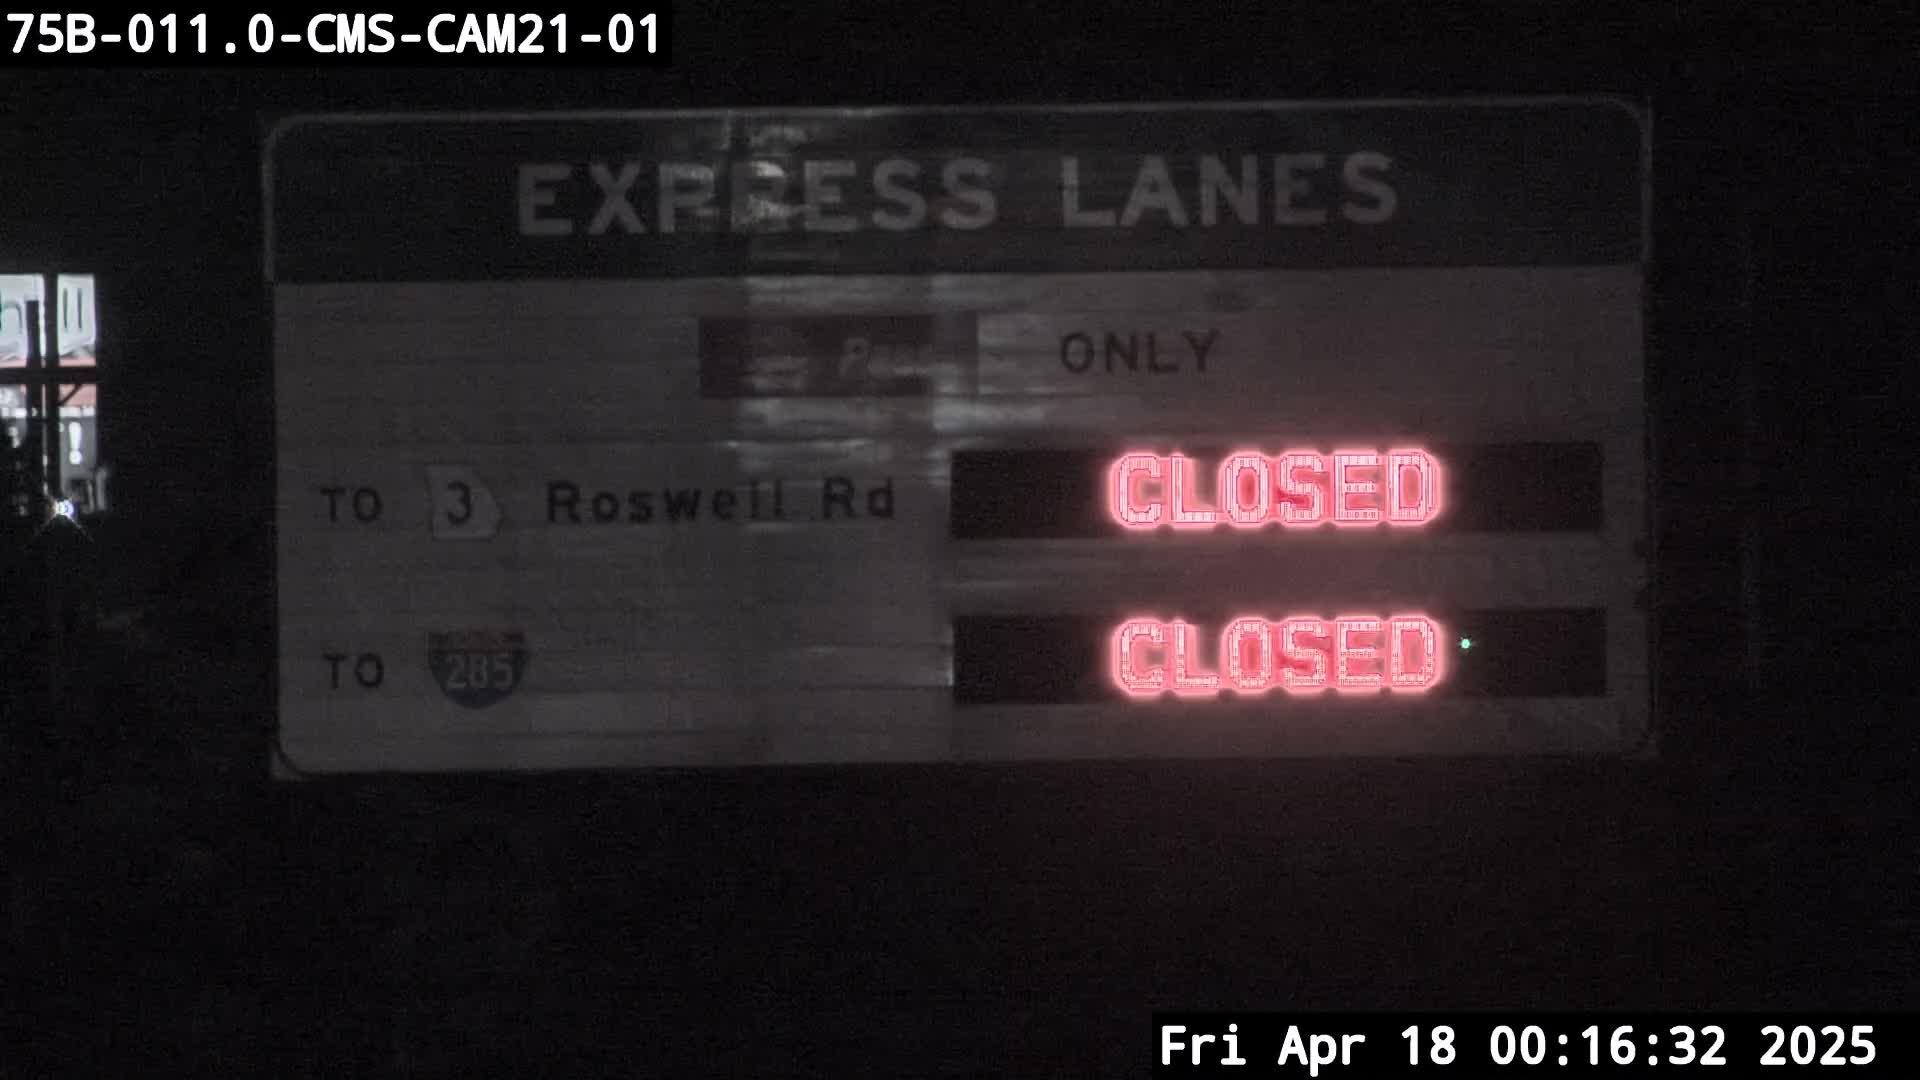 75B-011.0-CMS-CAM21-01
EXPRESS LANES
ONLY
TO 3 Roswell Rd CLOSED
TO 285 CLOSED
Fri Apr 18 00:16:32 2025